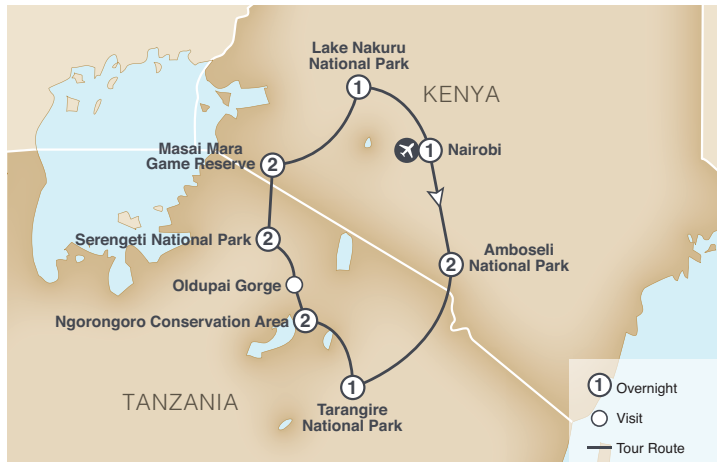 Lake Nakuru
National Park
1
KENYA
Masai Mara
Game Reserve
2
1
Nairobi
Serengeti National Park
2
Amboseli
National Park
2
Oldupai Gorge
Ngorongoro Conservation Area
2
TANZANIA
1
Tarangire
National Park
1 Overnight
Visit
Tour Route